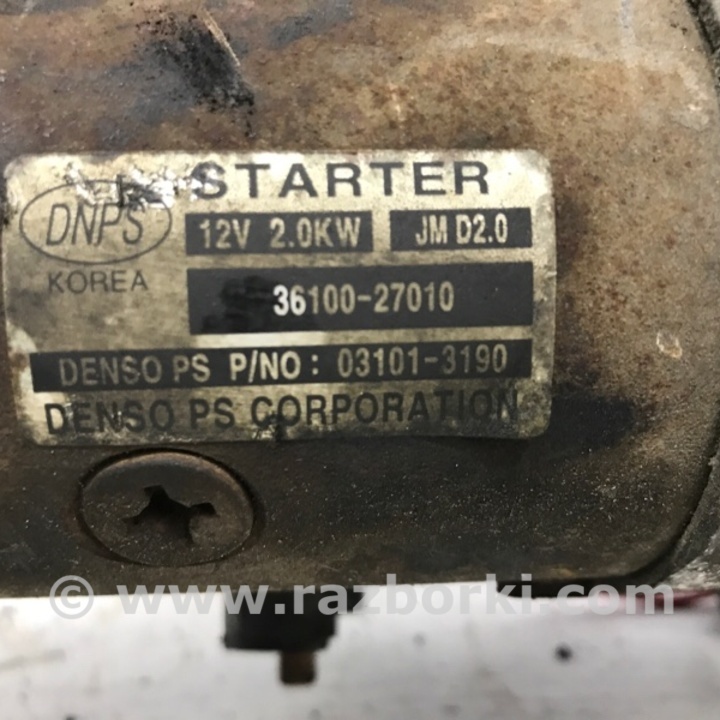 STARTER
DNPS
12V 2.0KW JM D2.0
KOREA
36100-27010
DENSO PS P/NO: 03101-3190
DENSO PS CORPORATION
© www.razborki.com